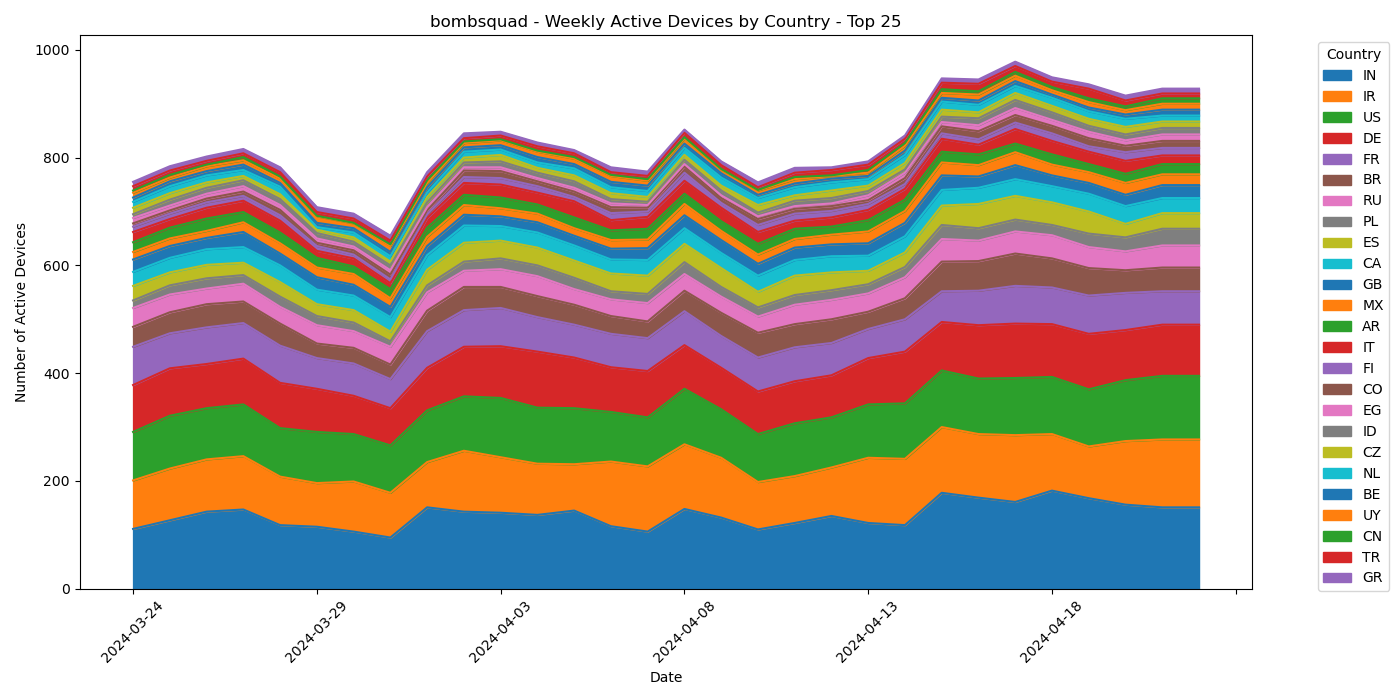 bombsquad - Weekly Active Devices by Country - Top 25
Number of Active Devices
1000
800
600
400
200
0
2024-03-24
2024-03-29
2024-04-03
2024-04-08
2024-04-13
2024-04-18
Date
Country
IN
IR
US
DE
FR
BR
RU
PL
ES
CA
GB
MX
AR
IT
FI
CO
EG
ID
CZ
NL
BE
UY
CN
TR
GR